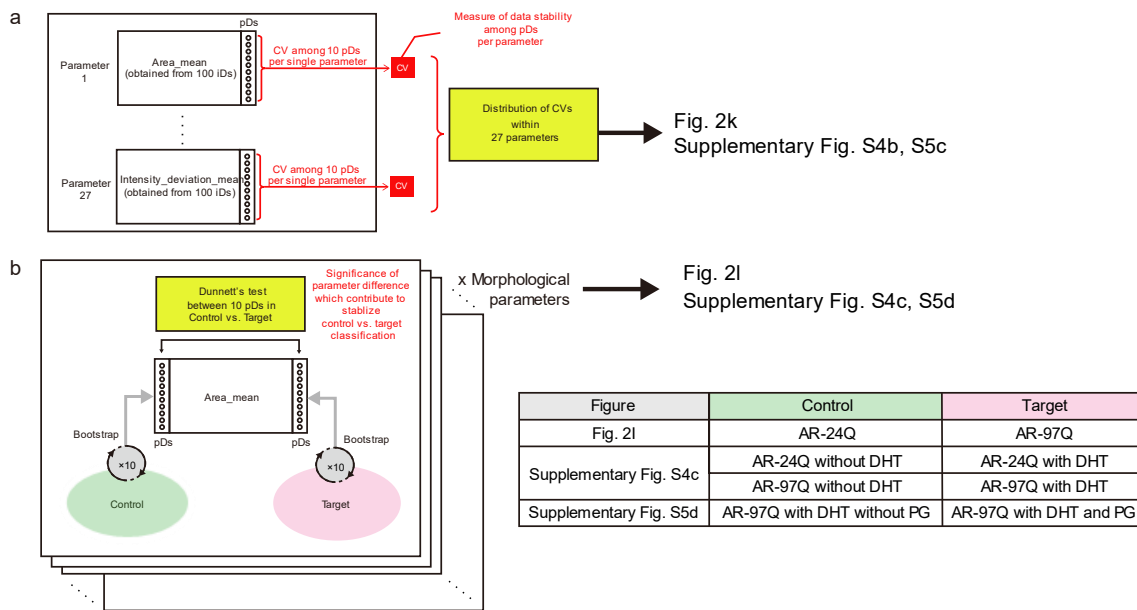 a
pDs
Parameter
1
Area_mean
(obtained from 100 iDs)
CV among 10 pDs
per single parameter
CV
Measure of data stability
among pDs
per parameter
Parameter
27
Intensity_deviation_mean
(obtained from 100 iDs)
CV among 10 pDs
per single parameter
CV
Distribution of CVs
within
27 parameters
Fig. 2k
Supplementary Fig. S4b, S5c
b
Dunnett's test
between 10 pDs in
Control vs. Target
Significance of
parameter difference
which contribute to
stablize
control vs. target
classification
x Morphological
parameters
Fig. 2l
Supplementary Fig. S4c, S5d
Area_mean
Bootstrap
pDs
pDs
Bootstrap
×10
×10
Control
Target
Figure Control Target
Fig. 2l AR-24Q AR-97Q
Supplementary Fig. S4c AR-24Q without DHT AR-24Q with DHT
AR-97Q without DHT AR-97Q with DHT
Supplementary Fig. S5d AR-97Q with DHT without PG AR-97Q with DHT and PG